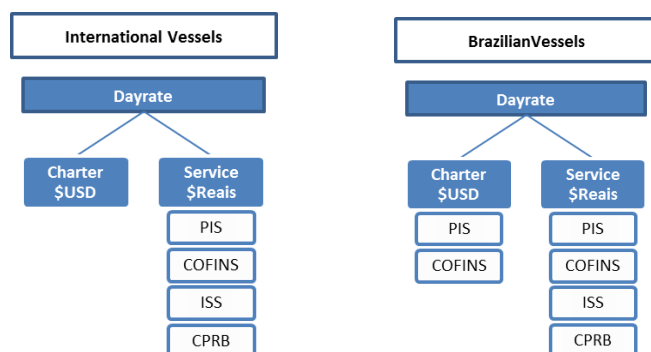 International Vessels
Dayrate
Charter
$USD
Service
$Reais
PIS
COFINS
ISS
CPRB
BrazilianVessels
Dayrate
Charter
$USD
PIS
COFINS
Service
$Reais
PIS
COFINS
ISS
CPRB